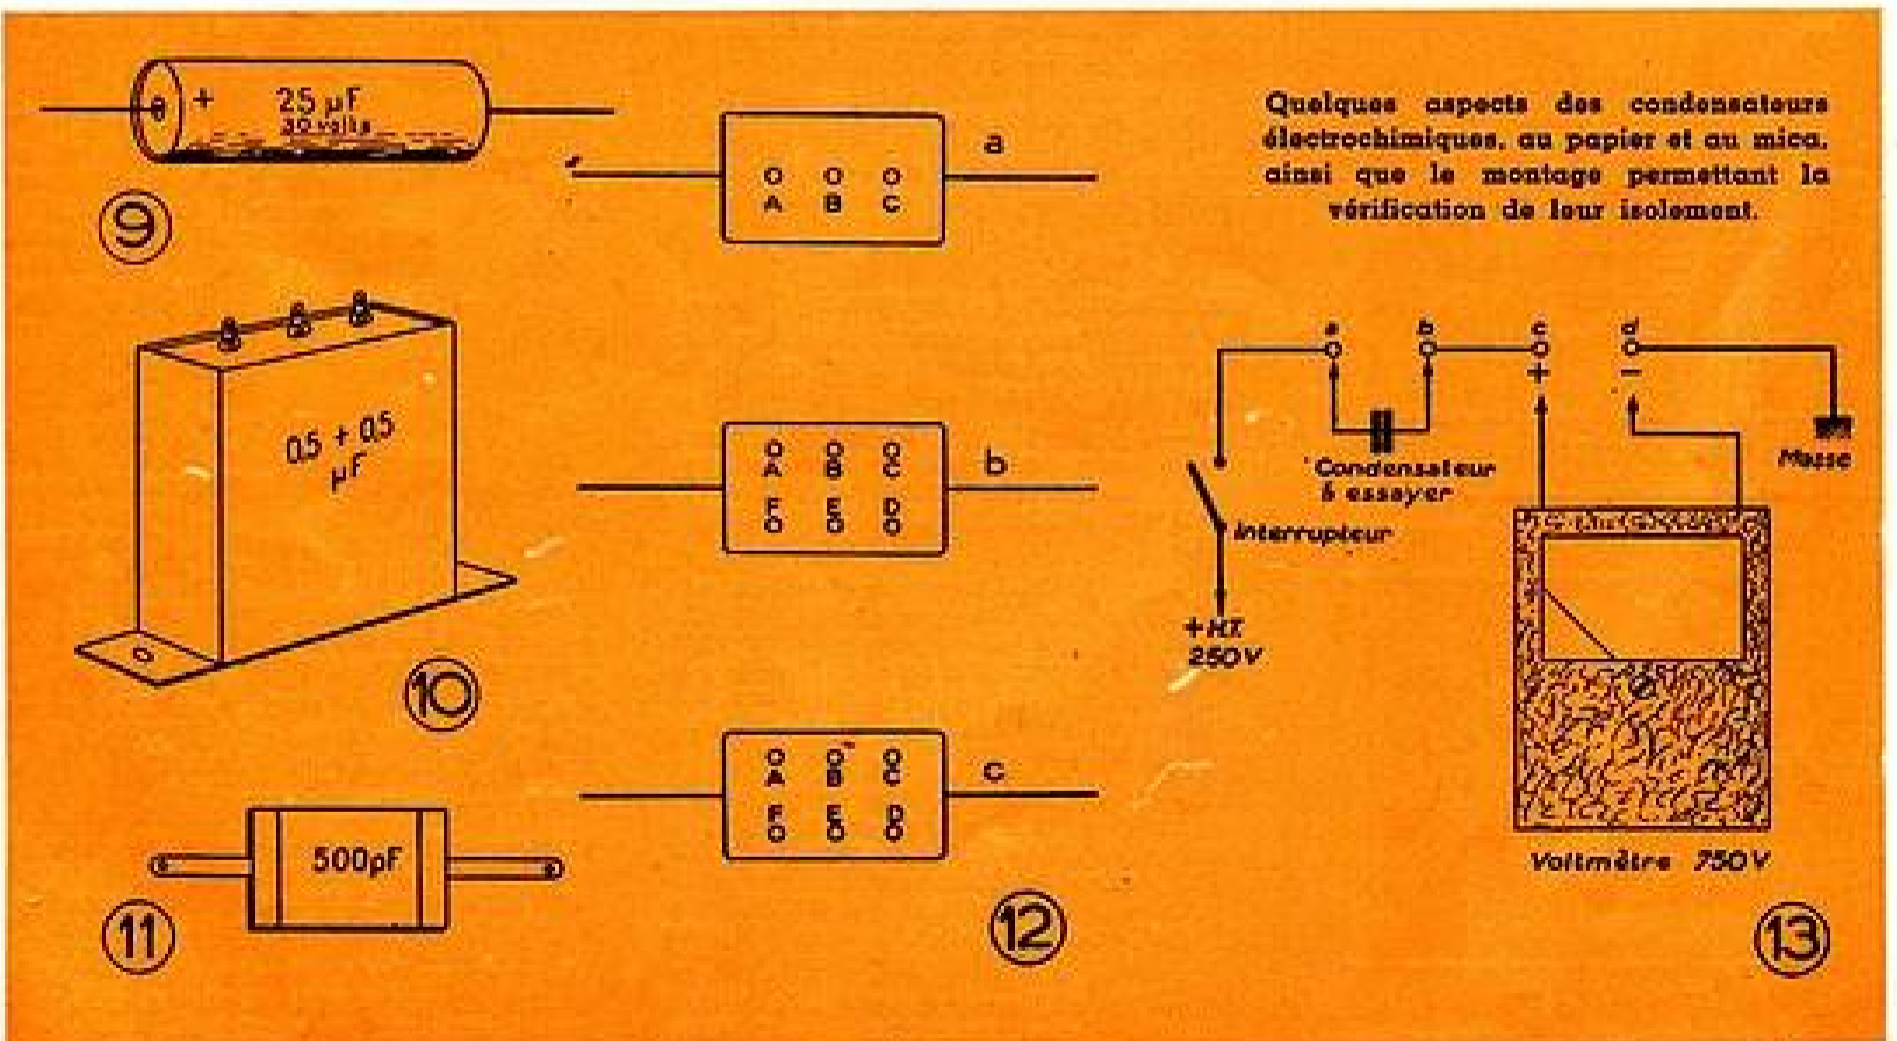 + 25 µF
30 volts
9
0,5 + 0,5
µF
10
500pF
11
a
A B C
b
A B C
F E D
c
A B C
F E D
12
Quelques aspects des condensateurs
électrochimiques, au papier et au mica,
ainsi que le montage permettant la
vérification de leur isolement.
a b c d
+ −
Condensateur
à essayer
Masse
interrupteur
+ H.T.
250V
Voltmètre 750V
13